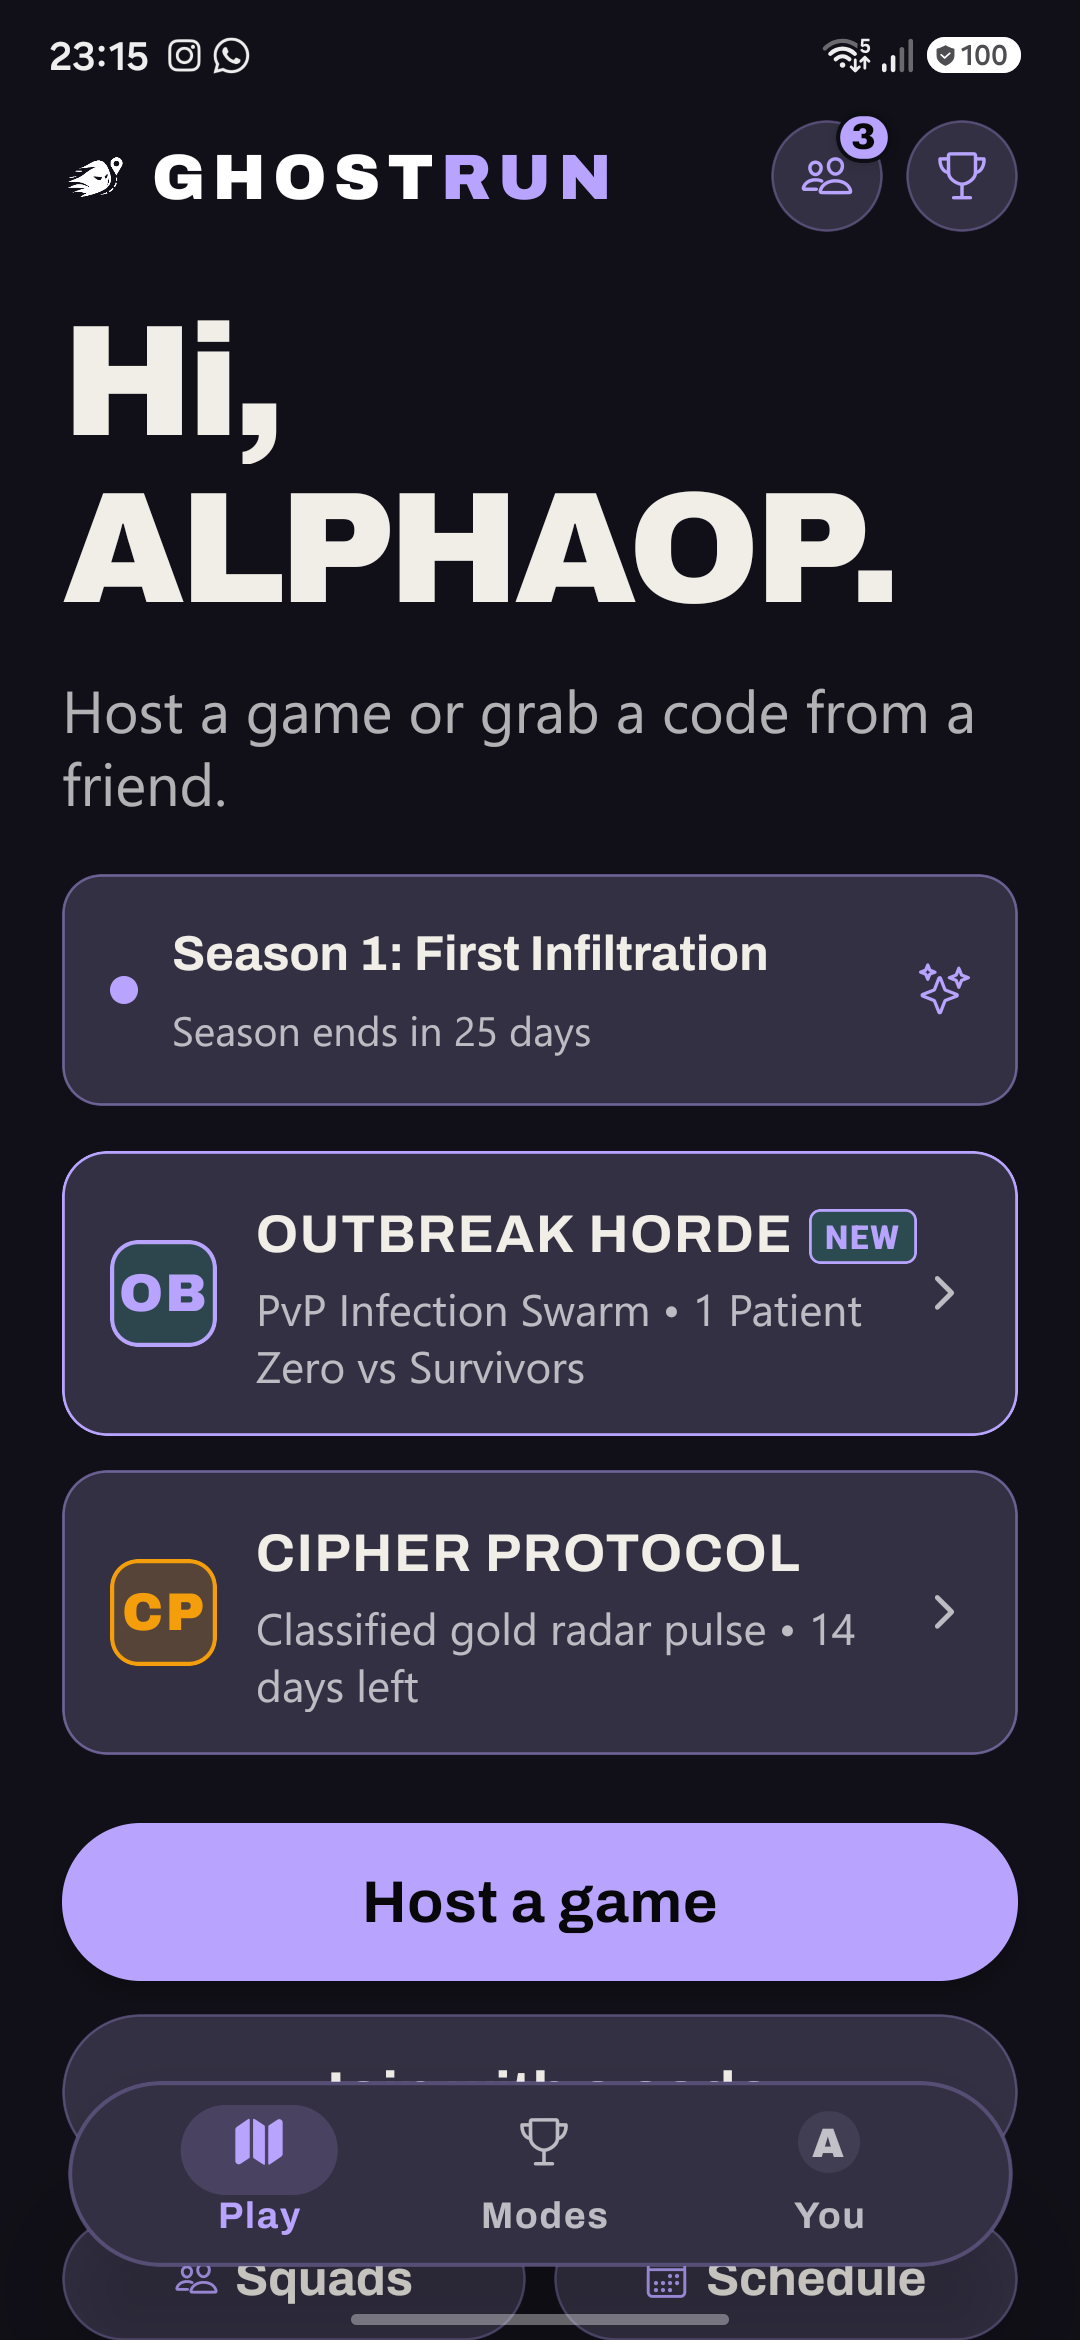 23:15
5
100
GHOSTRUN
3
Hi,
ALPHAOP.
Host a game or grab a code from a
friend.
Season 1: First Infiltration
Season ends in 25 days
OB
OUTBREAK HORDE NEW
PvP Infection Swarm • 1 Patient
Zero vs Survivors
CP
CIPHER PROTOCOL
Classified gold radar pulse • 14
days left
Host a game
A
Play
Modes
You
Squads
Schedule